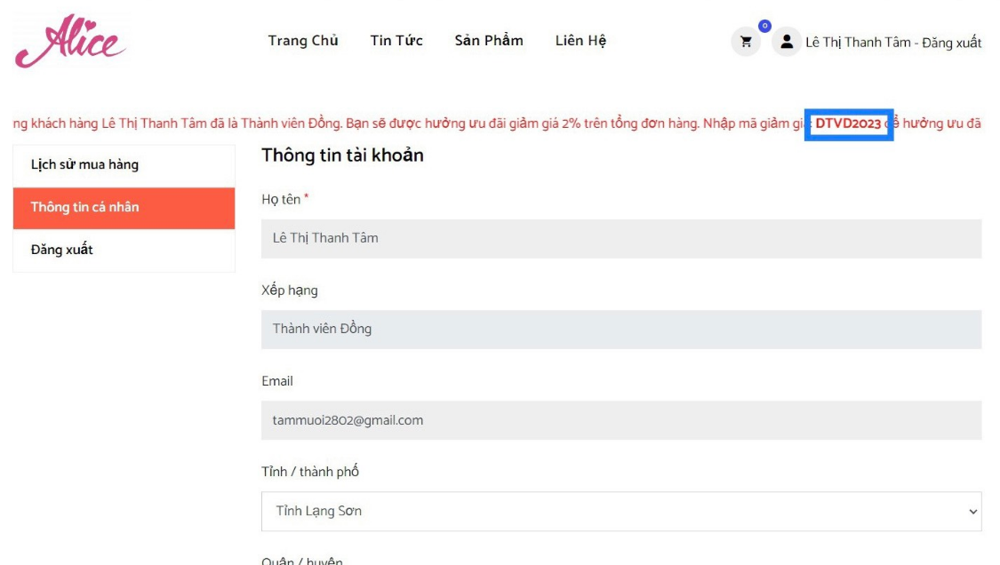 Alice
Trang Chủ Tin Tức Sản Phẩm Liên Hệ 0 Lê Thị Thanh Tâm - Đăng xuất
ng khách hàng Lê Thị Thanh Tâm đã là Thành viên Đồng. Bạn sẽ được hưởng ưu đãi giảm giá 2% trên tổng đơn hàng. Nhập mã giảm giá: DTVD2023 để hưởng ưu đã
Lịch sử mua hàng
Thông tin cá nhân
Đăng xuất
Thông tin tài khoản
Họ tên *
Lê Thị Thanh Tâm
Xếp hạng
Thành viên Đồng
Email
tammuoi2802@gmail.com
Tỉnh / thành phố
Tỉnh Lạng Sơn
Quận / huyện